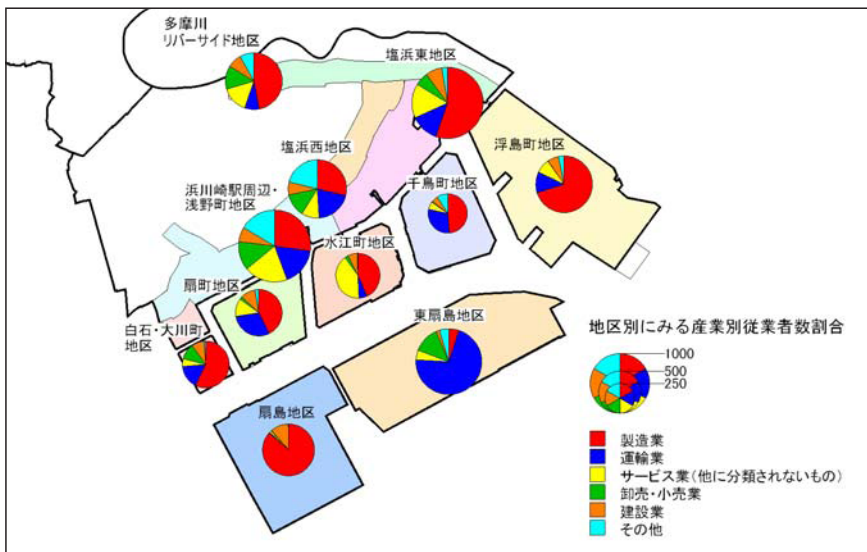 多摩川
リバーサイド地区
塩浜東地区
浮島町地区
塩浜西地区
千鳥町地区
浜川崎駅周辺・
浅野町地区
水江町地区
扇町地区
白石・大川町
地区
東扇島地区
扇島地区
地区別にみる産業別従業者数割合
1000
500
250
製造業
運輸業
サービス業(他に分類されないもの)
卸売・小売業
建設業
その他